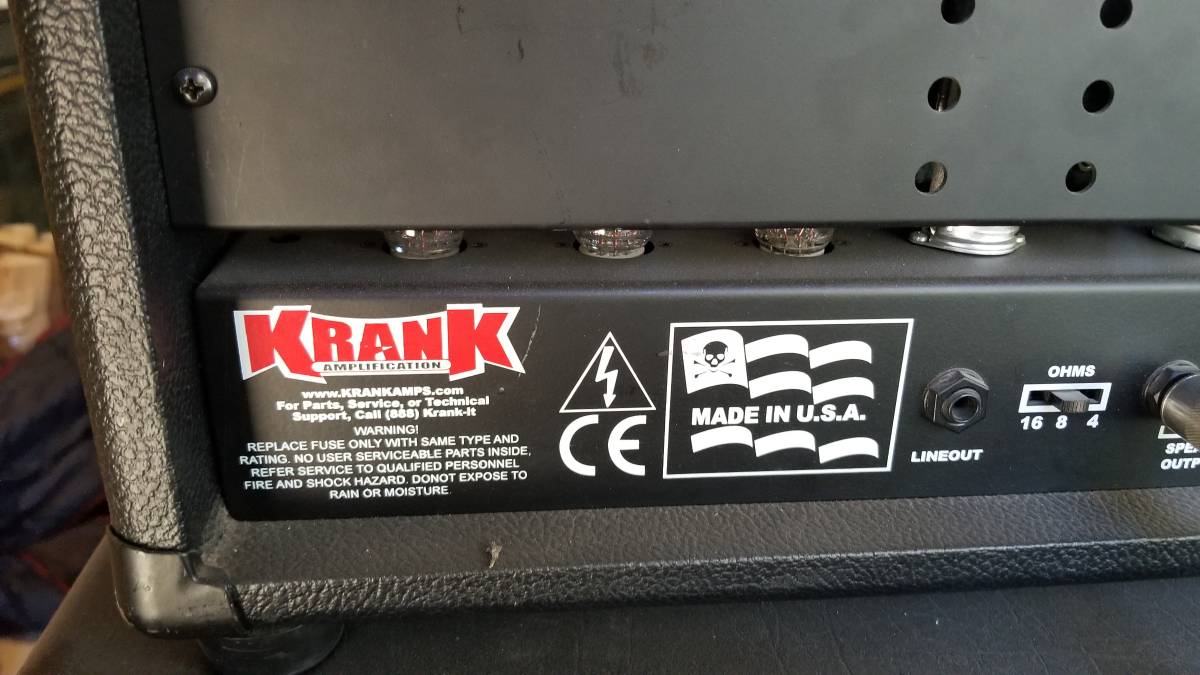 KRANK
AMPLIFICATION
www.KRANKAMPS.com
For Parts, Service, or Technical
Support, Call (888) Krank-it
WARNING!
REPLACE FUSE ONLY WITH SAME TYPE AND
RATING. NO USER SERVICEABLE PARTS INSIDE,
REFER SERVICE TO QUALIFIED PERSONNEL
FIRE AND SHOCK HAZARD. DONOT EXPOSE TO
RAIN OR MOISTURE.
CE
MADE IN U.S.A.
LINEOUT
OHMS
16 8 4